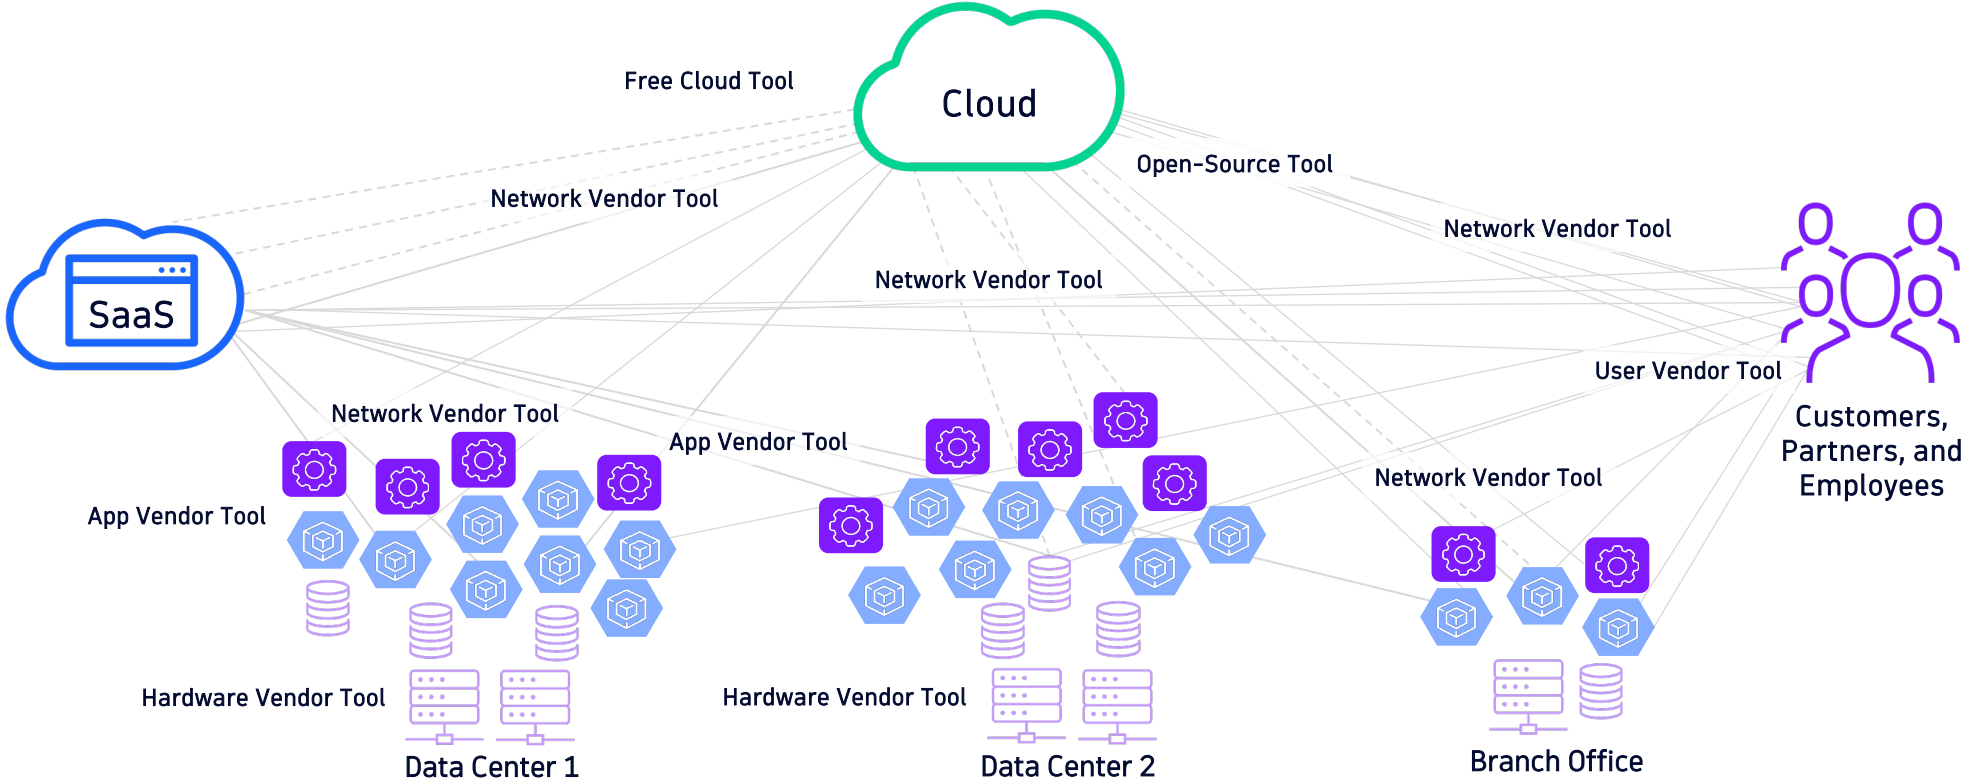 Free Cloud Tool
Cloud
Open-Source Tool
Network Vendor Tool
Network Vendor Tool
Network Vendor Tool
SaaS
User Vendor Tool
Customers,
Partners, and
Employees
Network Vendor Tool
App Vendor Tool
Network Vendor Tool
App Vendor Tool
Hardware Vendor Tool
Hardware Vendor Tool
Data Center 1
Data Center 2
Branch Office